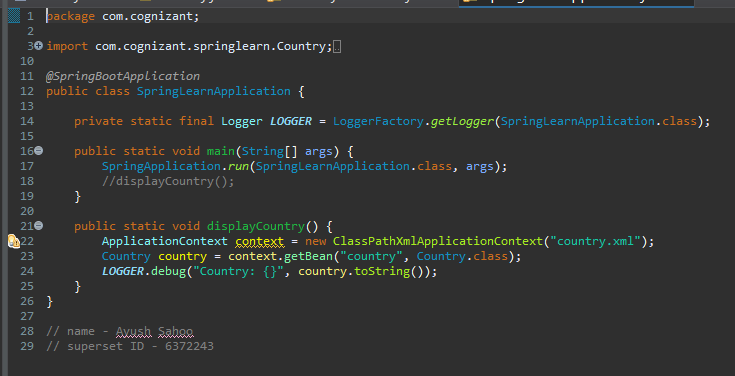 1 package com.cognizant;
2
3 import com.cognizant.springlearn.Country;
10
11 @SpringBootApplication
12 public class SpringLearnApplication {
13
14 private static final Logger LOGGER = LoggerFactory.getLogger(SpringLearnApplication.class);
15
16 public static void main(String[] args) {
17 SpringApplication.run(SpringLearnApplication.class, args);
18 //displayCountry();
19 }
20
21 public static void displayCountry() {
22 ApplicationContext context = new ClassPathXmlApplicationContext("country.xml");
23 Country country = context.getBean("country", Country.class);
24 LOGGER.debug("Country: {}", country.toString());
25 }
26 }
27
28 // name - Ayush Sahoo
29 // superset ID - 6372243